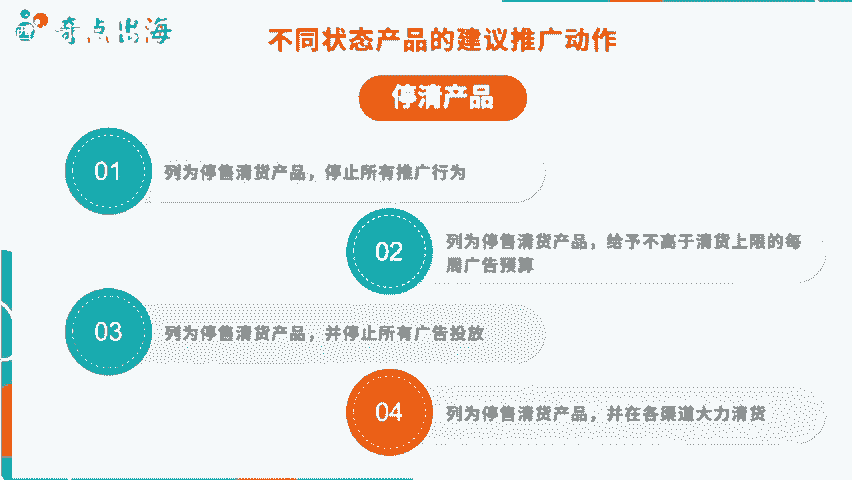 奇点出海
不同状态产品的建议推广动作
停清产品
01
列为停售清货产品，停止所有推广行为
02
列为停售清货产品，给予不高于清货上限的每
周广告预算
03
列为停售清货产品，并停止所有广告投放
04
列为停售清货产品，并在各渠道大力清货